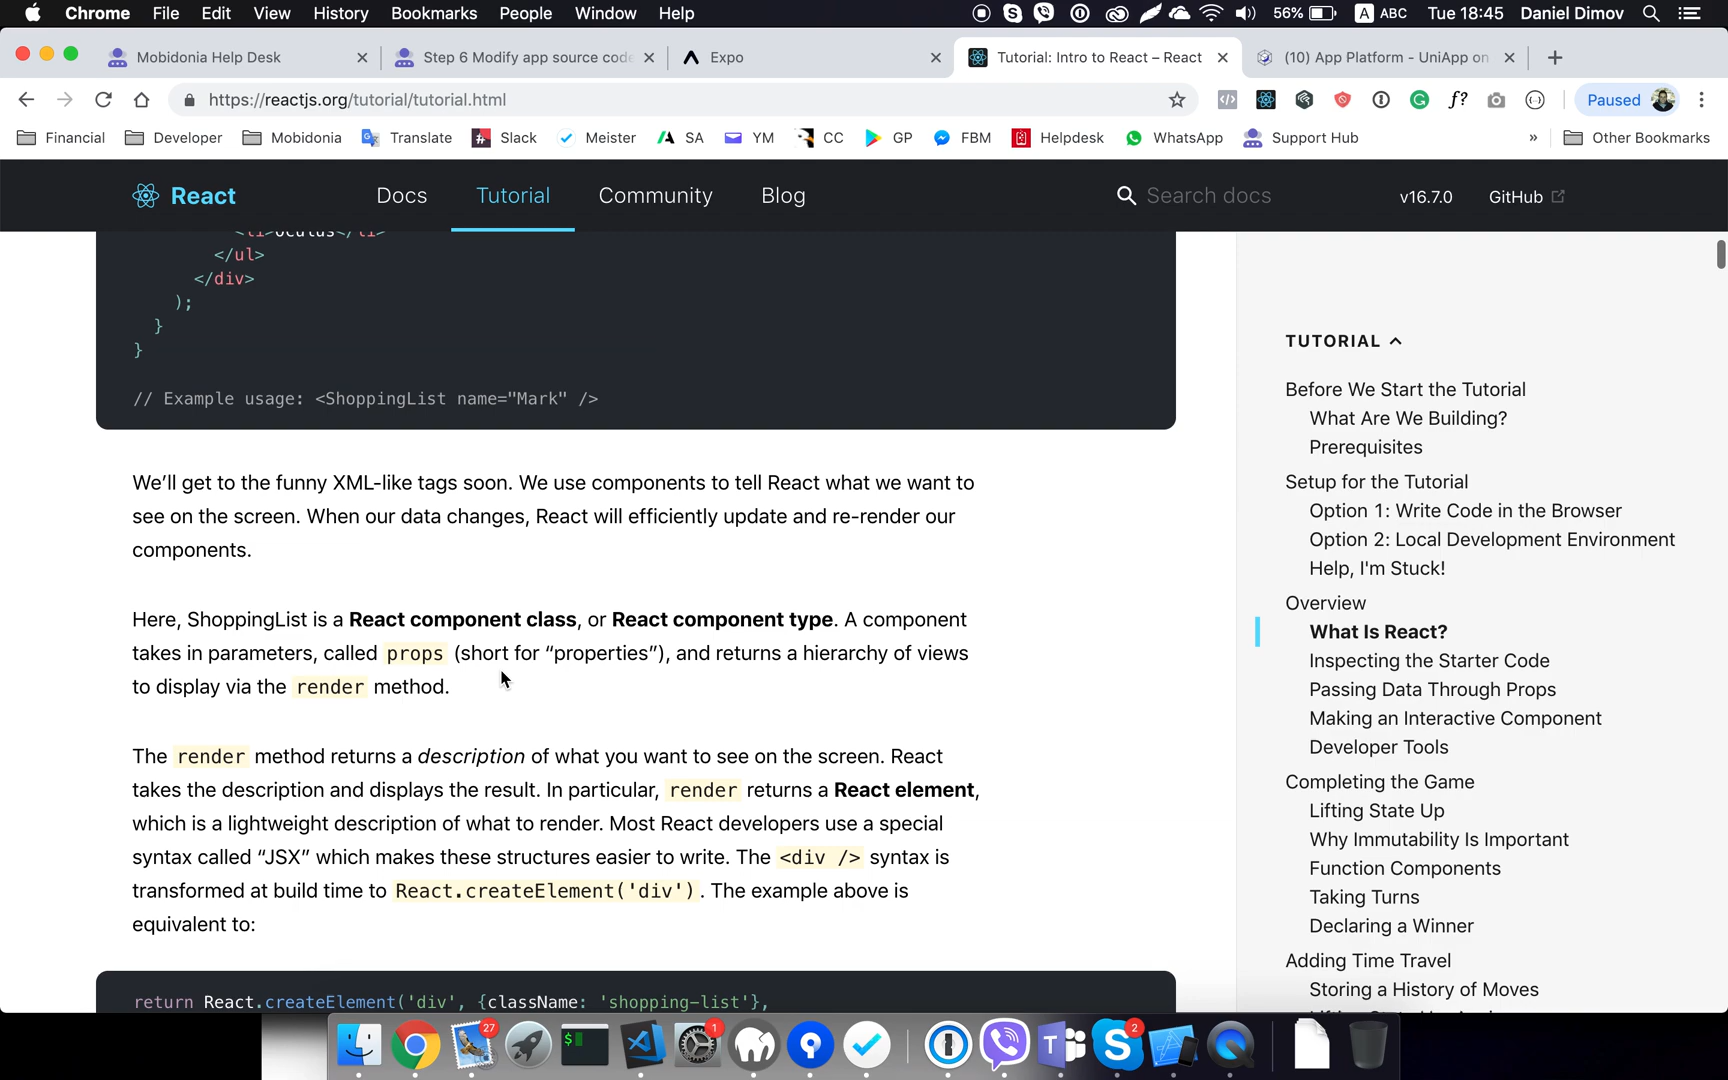 Chrome File Edit View History Bookmarks People Window Help 56% A ABC Tue 18:45 Daniel Dimov
Mobidonia Help Desk Step 6 Modify app source code Expo Tutorial: Intro to React – React (10) App Platform - UniApp on
https://reactjs.org/tutorial/tutorial.html f? Paused
Financial Developer Mobidonia Translate Slack Meister SA YM CC GP FBM Helpdesk WhatsApp Support Hub » Other Bookmarks
React Docs Tutorial Community Blog Search docs v16.7.0 GitHub
<li>Oculus</li>
</ul>
</div>
);
}
}
// Example usage: <ShoppingList name="Mark" />
We’ll get to the funny XML-like tags soon. We use components to tell React what we want to
see on the screen. When our data changes, React will efficiently update and re-render our
components.
Here, ShoppingList is a React component class, or React component type. A component
takes in parameters, called props (short for “properties”), and returns a hierarchy of views
to display via the render method.
The render method returns a description of what you want to see on the screen. React
takes the description and displays the result. In particular, render returns a React element,
which is a lightweight description of what to render. Most React developers use a special
syntax called “JSX” which makes these structures easier to write. The <div /> syntax is
transformed at build time to React.createElement('div'). The example above is
equivalent to:
return React.createElement('div', {className: 'shopping-list'},
TUTORIAL
Before We Start the Tutorial
What Are We Building?
Prerequisites
Setup for the Tutorial
Option 1: Write Code in the Browser
Option 2: Local Development Environment
Help, I'm Stuck!
Overview
What Is React?
Inspecting the Starter Code
Passing Data Through Props
Making an Interactive Component
Developer Tools
Completing the Game
Lifting State Up
Why Immutability Is Important
Function Components
Taking Turns
Declaring a Winner
Adding Time Travel
Storing a History of Moves
27 $ 1 2